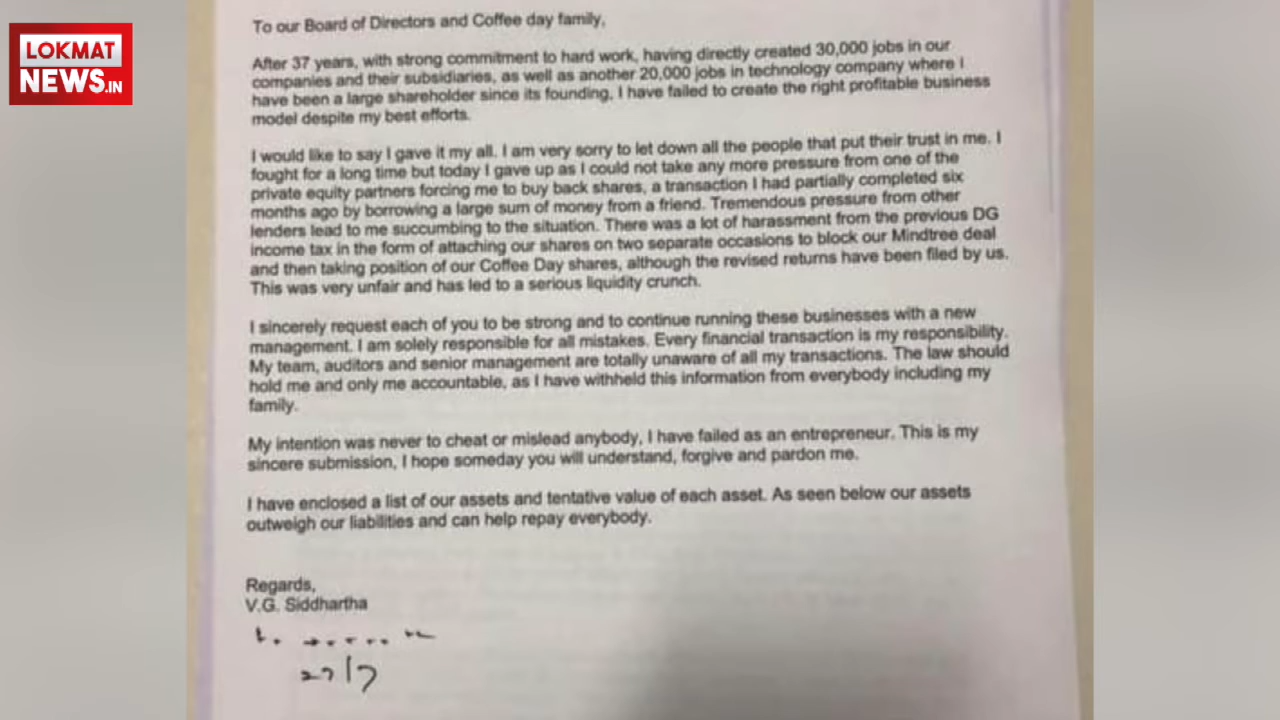 LOKMAT
NEWS.IN
To our Board of Directors and Coffee day family,
After 37 years, with strong commitment to hard work, having directly created 30,000 jobs in our
companies and their subsidiaries, as well as another 20,000 jobs in technology company where I
have been a large shareholder since its founding, I have failed to create the right profitable business
model despite my best efforts.
I would like to say I gave it my all. I am very sorry to let down all the people that put their trust in me. I
fought for a long time but today I gave up as I could not take any more pressure from one of the
private equity partners forcing me to buy back shares, a transaction I had partially completed six
months ago by borrowing a large sum of money from a friend. Tremendous pressure from other
lenders lead to me succumbing to the situation. There was a lot of harassment from the previous DG
income tax in the form of attaching our shares on two separate occasions to block our Mindtree deal
and then taking position of our Coffee Day shares, although the revised returns have been filed by us.
This was very unfair and has led to a serious liquidity crunch.
I sincerely request each of you to be strong and to continue running these businesses with a new
management. I am solely responsible for all mistakes. Every financial transaction is my responsibility.
My team, auditors and senior management are totally unaware of all my transactions. The law should
hold me and only me accountable, as I have withheld this information from everybody including my
family.
My intention was never to cheat or mislead anybody, I have failed as an entrepreneur. This is my
sincere submission, I hope someday you will understand, forgive and pardon me.
I have enclosed a list of our assets and tentative value of each asset. As seen below our assets
outweigh our liabilities and can help repay everybody.
Regards,
V.G. Siddhartha
27/7